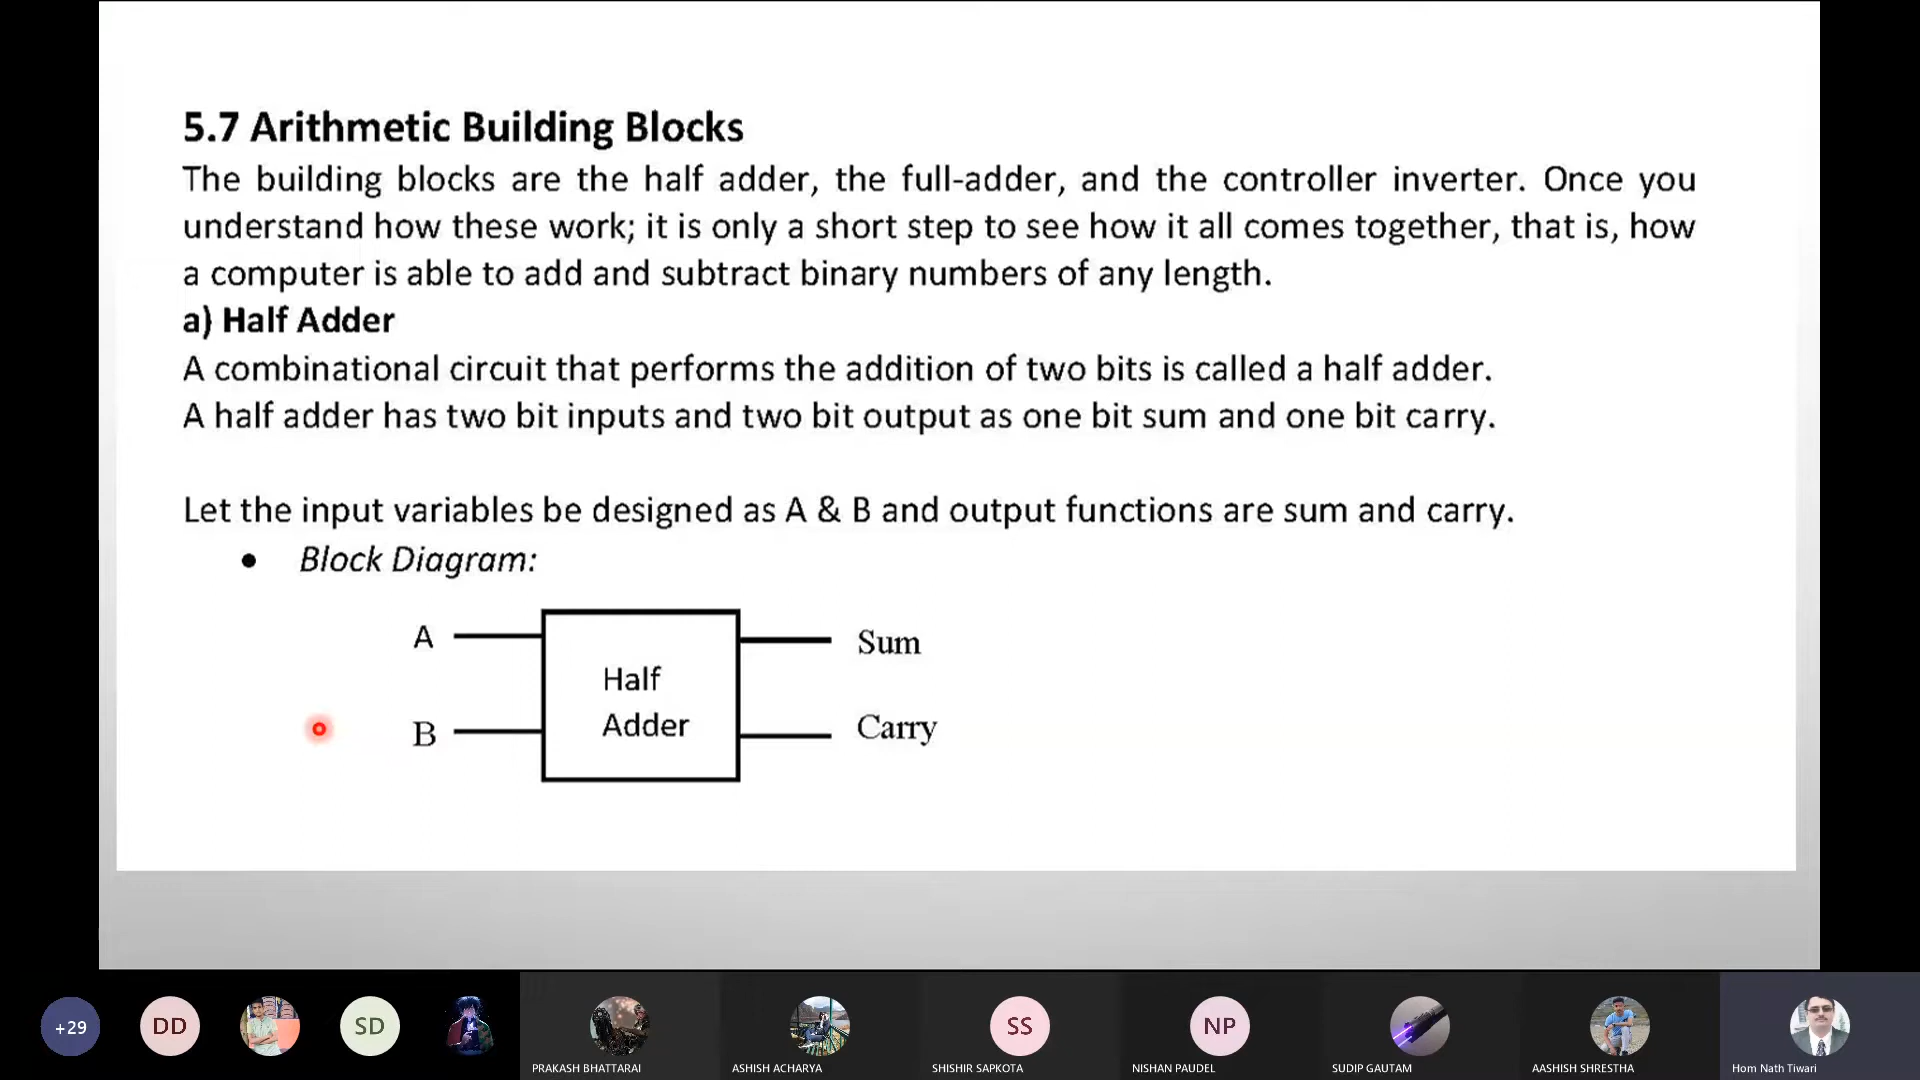 5.7 Arithmetic Building Blocks
The building blocks are the half adder, the full-adder, and the controller inverter. Once you
understand how these work; it is only a short step to see how it all comes together, that is, how
a computer is able to add and subtract binary numbers of any length.
a) Half Adder
A combinational circuit that performs the addition of two bits is called a half adder.
A half adder has two bit inputs and two bit output as one bit sum and one bit carry.
Let the input variables be designed as A & B and output functions are sum and carry.
• Block Diagram:
A
Sum
Half
Adder
B
Carry
+29
DD
SD
SS
NP
PRAKASH BHATTARAI
ASHISH ACHARYA
SHISHIR SAPKOTA
NISHAN PAUDEL
SUDIP GAUTAM
AASHISH SHRESTHA
Hom Nath Tiwari